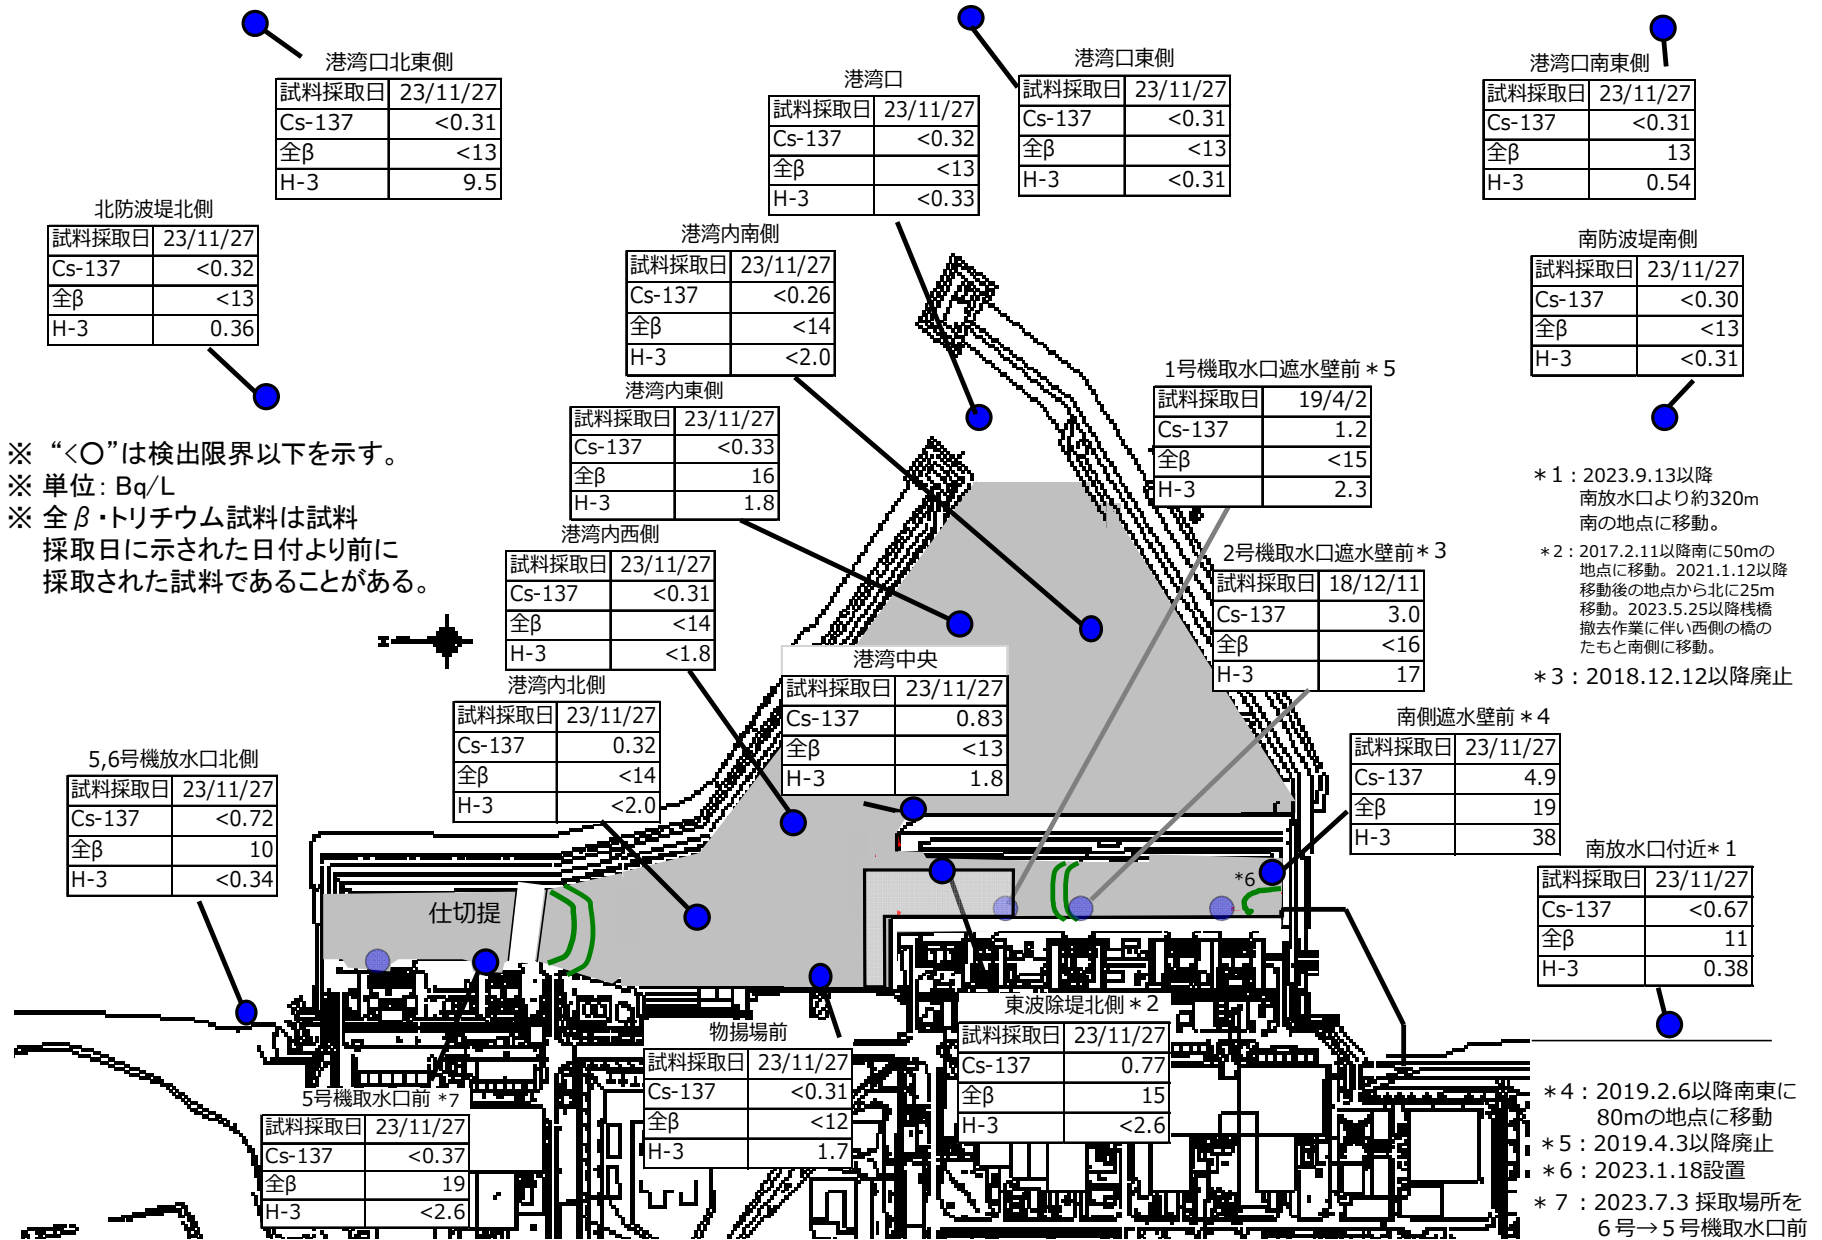 港湾口北東側
試料採取日 23/11/27
Cs-137 <0.31
全β <13
H-3 9.5
港湾口東側
試料採取日 23/11/27
Cs-137 <0.31
全β <13
H-3 <0.31
港湾口南東側
試料採取日 23/11/27
Cs-137 <0.31
全β 13
H-3 0.54
港湾口
試料採取日 23/11/27
Cs-137 <0.32
全β <13
H-3 <0.33
北防波堤北側
試料採取日 23/11/27
Cs-137 <0.32
全β <13
H-3 0.36
港湾内南側
試料採取日 23/11/27
Cs-137 <0.26
全β <14
H-3 <2.0
南防波堤南側
試料採取日 23/11/27
Cs-137 <0.30
全β <13
H-3 <0.31
港湾内東側
試料採取日 23/11/27
Cs-137 <0.33
全β 16
H-3 1.8
1号機取水口遮水壁前＊5
試料採取日 19/4/2
Cs-137 1.2
全β <15
H-3 2.3
※ “<○”は検出限界以下を示す。
※ 単位：Bq/L
※ 全β・トリチウム試料は試料
採取日に示された日付より前に
採取された試料であることがある。
＊1：2023.9.13以降
南放水口より約320m
南の地点に移動。
＊2：2017.2.11以降南に50mの
地点に移動。2021.1.12以降
移動後の地点から北に25m
移動。2023.5.25以降桟橋
撤去作業に伴い西側の橋の
たもと南側に移動。
＊3：2018.12.12以降廃止
港湾内西側
試料採取日 23/11/27
Cs-137 <0.31
全β <14
H-3 <1.8
2号機取水口遮水壁前＊3
試料採取日 18/12/11
Cs-137 3.0
全β <16
H-3 17
N
港湾中央
試料採取日 23/11/27
Cs-137 0.83
全β <13
H-3 1.8
港湾内北側
試料採取日 23/11/27
Cs-137 0.32
全β <14
H-3 <2.0
南側遮水壁前＊4
試料採取日 23/11/27
Cs-137 4.9
全β 19
H-3 38
5,6号機放水口北側
試料採取日 23/11/27
Cs-137 <0.72
全β 10
H-3 <0.34
南放水口付近＊1
試料採取日 23/11/27
Cs-137 <0.67
全β 11
H-3 0.38
*6
仕切提
東波除堤北側＊2
試料採取日 23/11/27
Cs-137 0.77
全β 15
H-3 <2.6
物揚場前
試料採取日 23/11/27
Cs-137 <0.31
全β <12
H-3 1.7
5号機取水口前 *7
試料採取日 23/11/27
Cs-137 <0.37
全β 19
H-3 <2.6
＊4：2019.2.6以降南東に
80mの地点に移動
＊5：2019.4.3以降廃止
＊6：2023.1.18設置
＊7：2023.7.3 採取場所を
6号→5号機取水口前